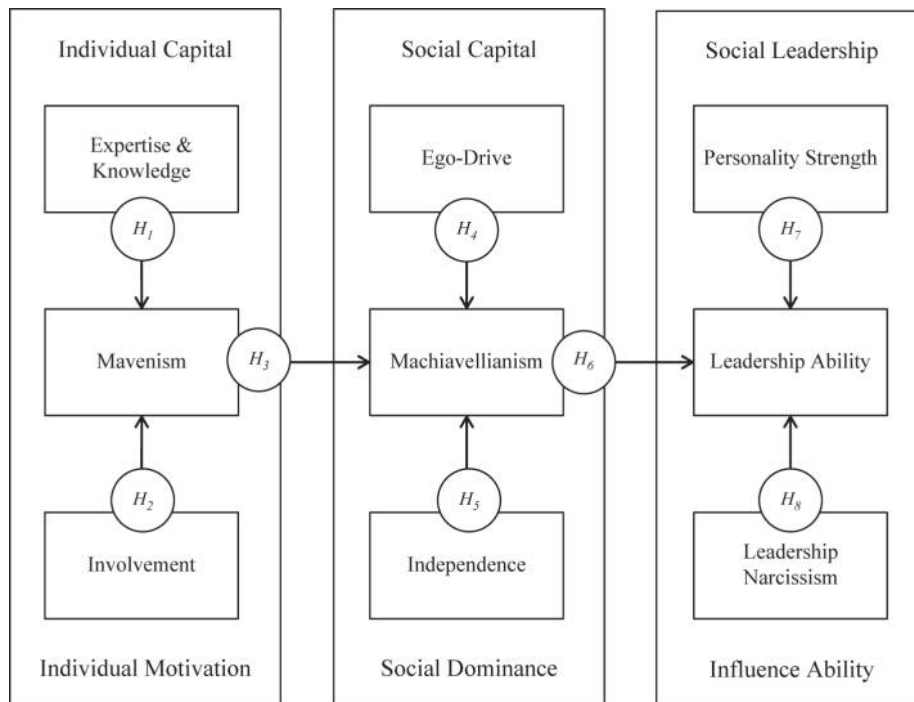 Individual Capital
Social Capital
Social Leadership
Expertise &
Knowledge
Ego-Drive
Personality Strength
H1
H4
H7
Mavenism
H3
Machiavellianism
H6
Leadership Ability
H2
H5
H8
Involvement
Independence
Leadership
Narcissism
Individual Motivation
Social Dominance
Influence Ability